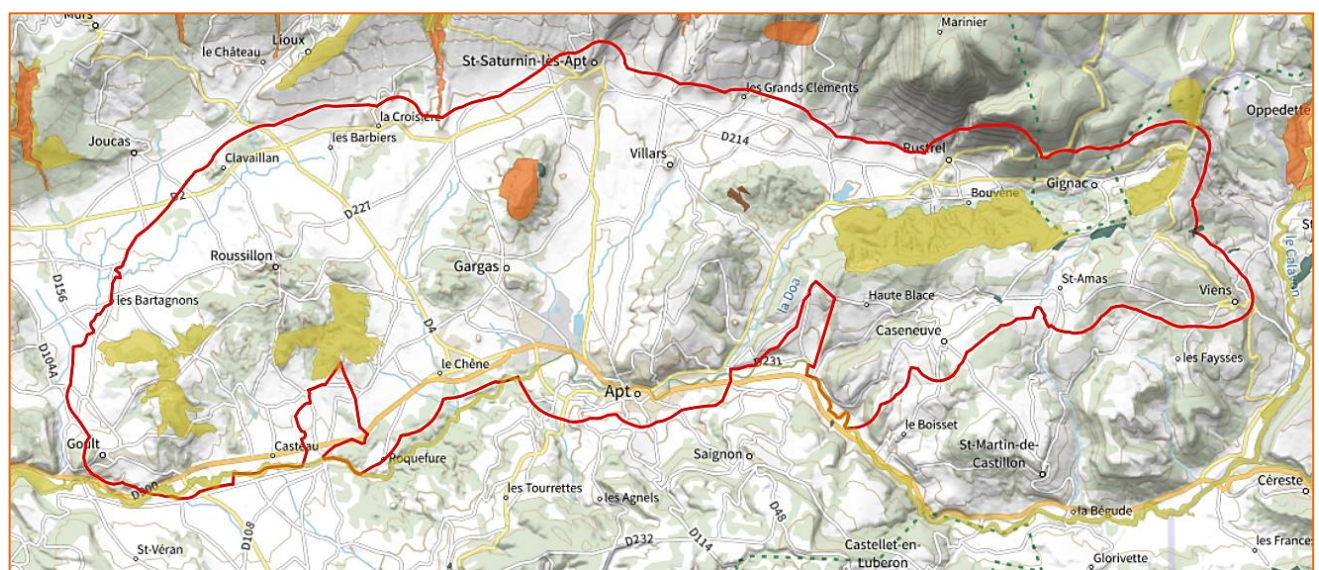 Murs
Marinier
Lioux
le Château
St-Saturnin-lès-Apt
les Grands Cléments
Oppedette
la Croisière
les Barbiers
Joucas
D214
Rustrel
Villars
Clavaillan
Gignac
D2
Bouvène
D227
St
le Calavon
Roussillon
Gargas
la Doa
St-Amas
Viens
D156
les Bartagnons
Haute Blace
D4
Caseneuve
D104A
le Chêne
D231
les Faysses
Apt
Goult
Casteau
le Boisset
Roquefure
Saignon
St-Martin-de-
Castillon
D900
les Tourrettes
les Agnels
Céreste
D48
la Bégude
D108
St-Véran
D232
D114
Castellet-en-
Luberon
les France
Glorivette